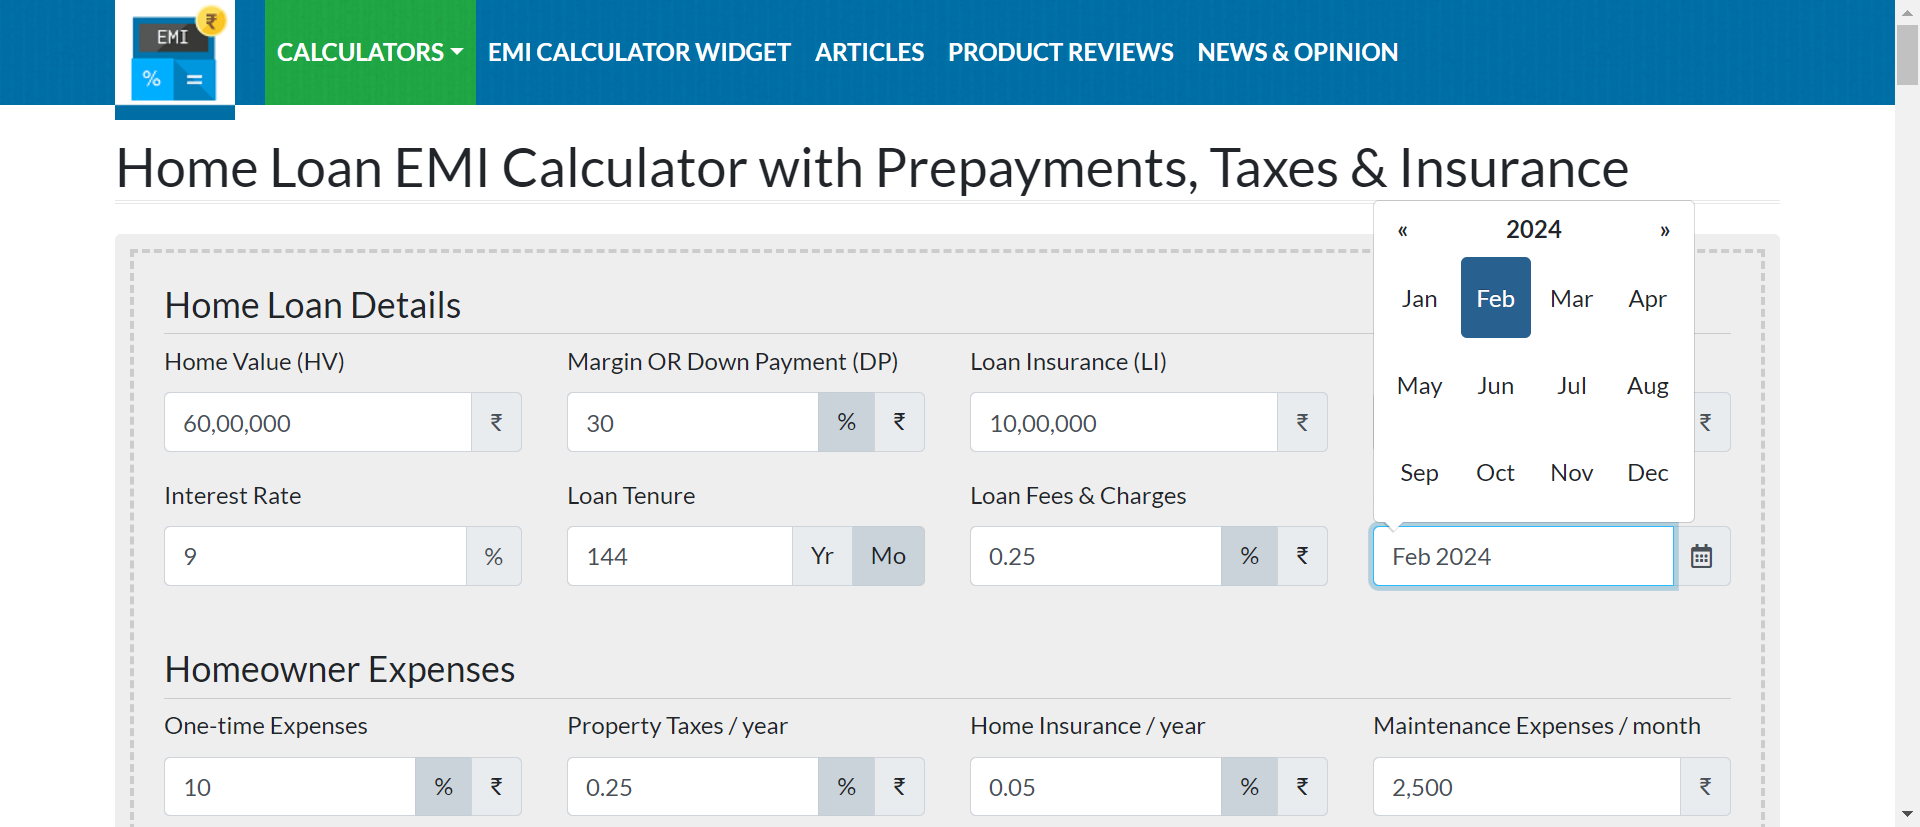 EMI
₹
%
=
CALCULATORS
EMI CALCULATOR WIDGET
ARTICLES
PRODUCT REVIEWS
NEWS & OPINION
Home Loan EMI Calculator with Prepayments, Taxes & Insurance
« 2024 »
Jan Feb Mar Apr
May Jun Jul Aug
Sep Oct Nov Dec
Home Loan Details
Home Value (HV)
60,00,000 ₹
Margin OR Down Payment (DP)
30 % ₹
Loan Insurance (LI)
10,00,000 ₹
₹
Interest Rate
9 %
Loan Tenure
144 Yr Mo
Loan Fees & Charges
0.25 % ₹
Feb 2024
Homeowner Expenses
One-time Expenses
10 % ₹
Property Taxes / year
0.25 % ₹
Home Insurance / year
0.05 % ₹
Maintenance Expenses / month
2,500 ₹